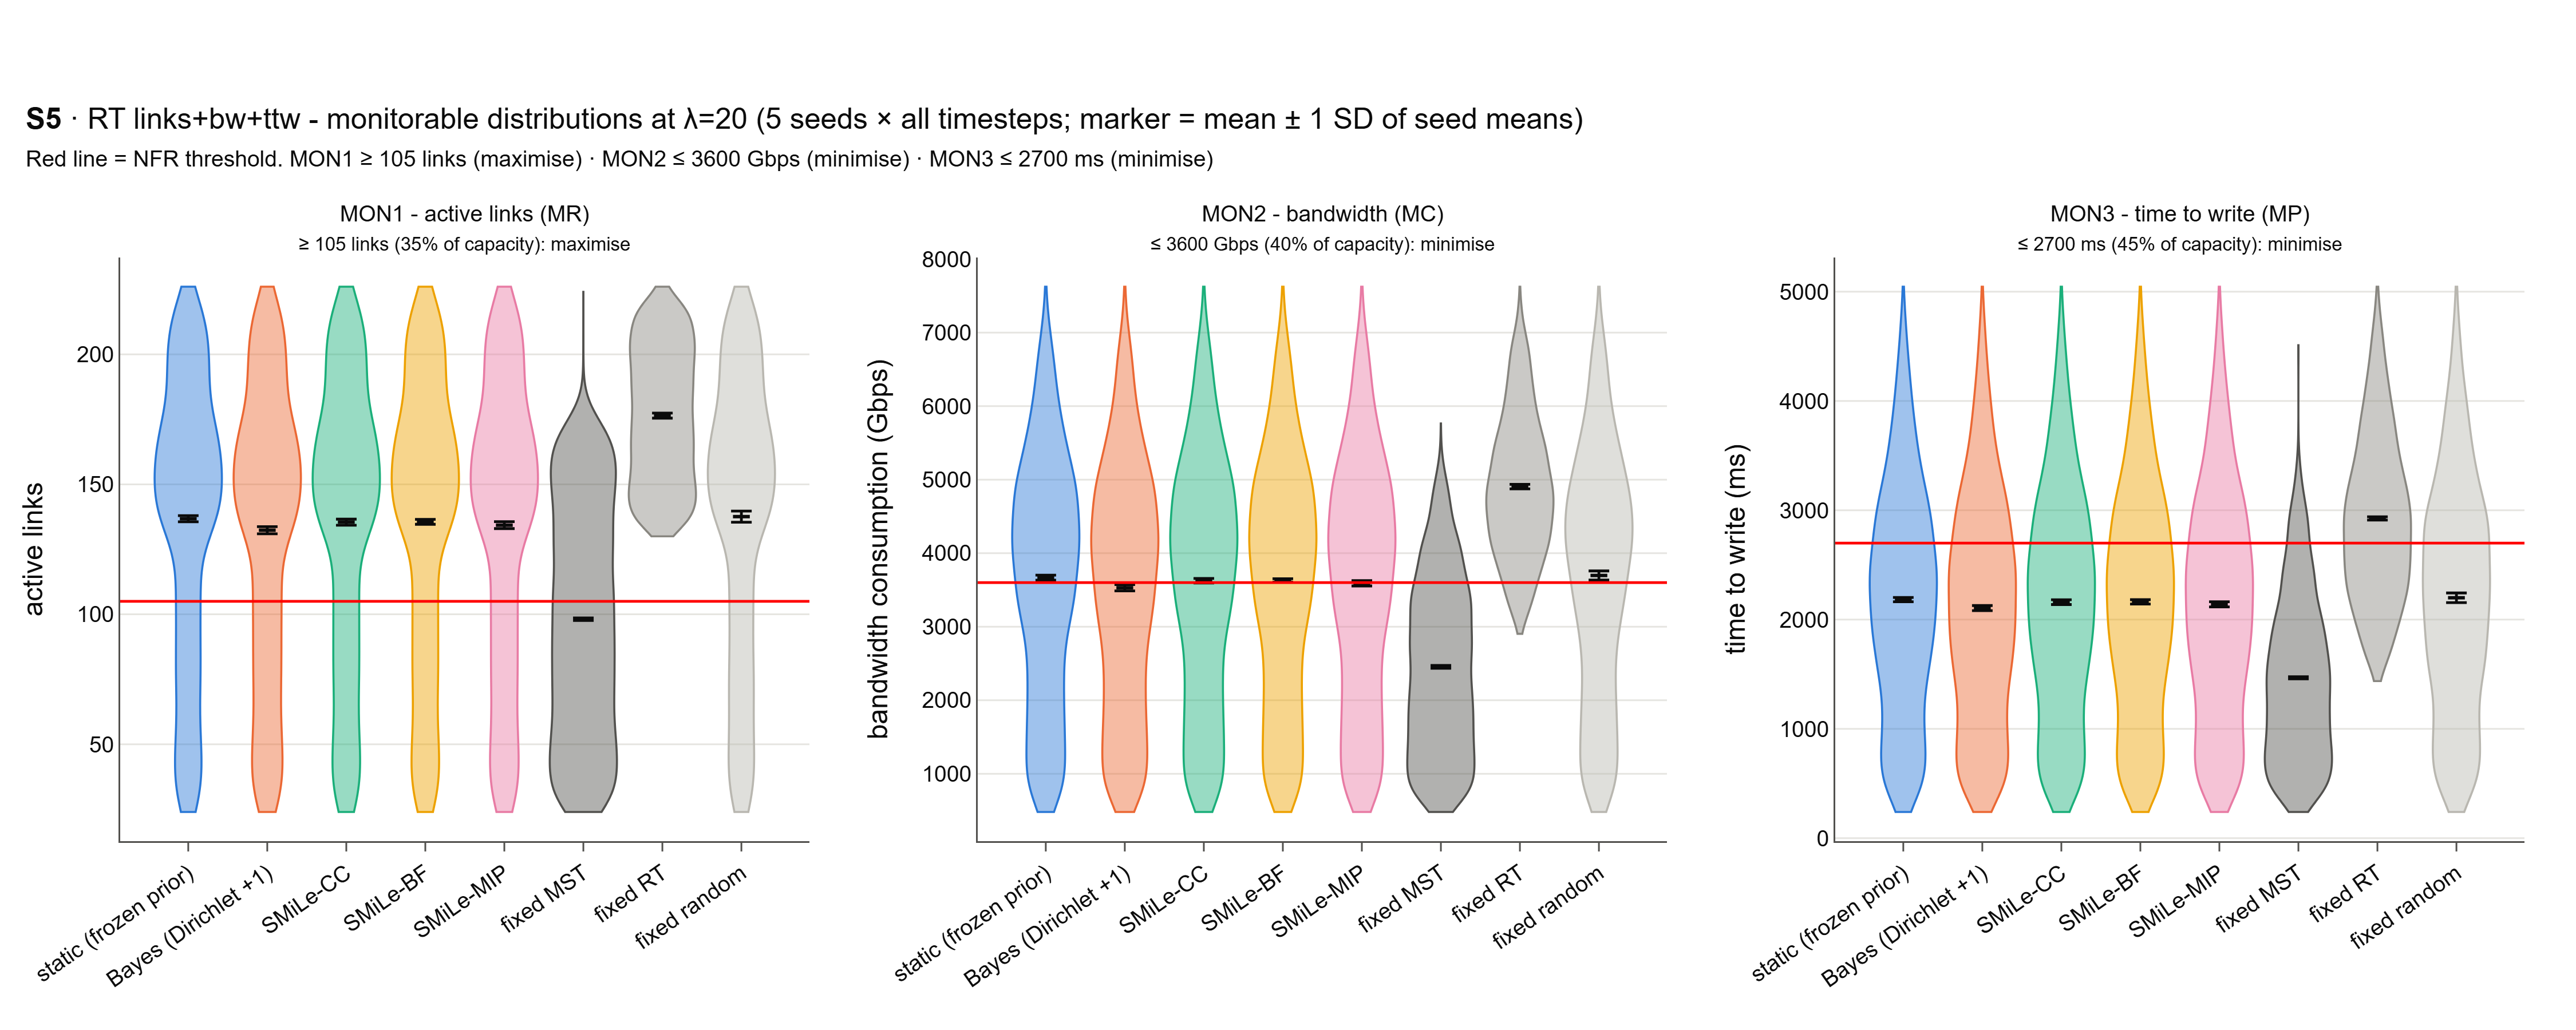 S5 · RT links+bw+ttw - monitorable distributions at λ=20 (5 seeds × all timesteps; marker = mean ± 1 SD of seed means)
Red line = NFR threshold. MON1 ≥ 105 links (maximise) · MON2 ≤ 3600 Gbps (minimise) · MON3 ≤ 2700 ms (minimise)
MON1 - active links (MR)
≥ 105 links (35% of capacity): maximise
active links
200
150
100
50
static (frozen prior)
Bayes (Dirichlet +1)
SMiLe-CC
SMiLe-BF
SMiLe-MIP
fixed MST
fixed RT
fixed random
MON2 - bandwidth (MC)
≤ 3600 Gbps (40% of capacity): minimise
bandwidth consumption (Gbps)
8000
7000
6000
5000
4000
3000
2000
1000
static (frozen prior)
Bayes (Dirichlet +1)
SMiLe-CC
SMiLe-BF
SMiLe-MIP
fixed MST
fixed RT
fixed random
MON3 - time to write (MP)
≤ 2700 ms (45% of capacity): minimise
time to write (ms)
5000
4000
3000
2000
1000
0
static (frozen prior)
Bayes (Dirichlet +1)
SMiLe-CC
SMiLe-BF
SMiLe-MIP
fixed MST
fixed RT
fixed random